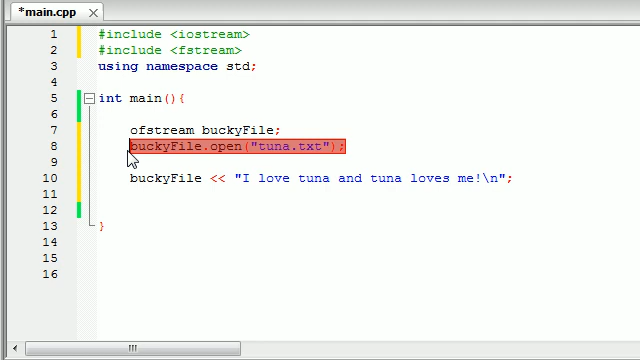 *main.cpp
1 #include <iostream>
2 #include <fstream>
3 using namespace std;
4
5 int main(){
6
7 ofstream buckyFile;
8 buckyFile.open("tuna.txt");
9
10 buckyFile << "I love tuna and tuna loves me!\n";
11
12
13 }
14
15
16